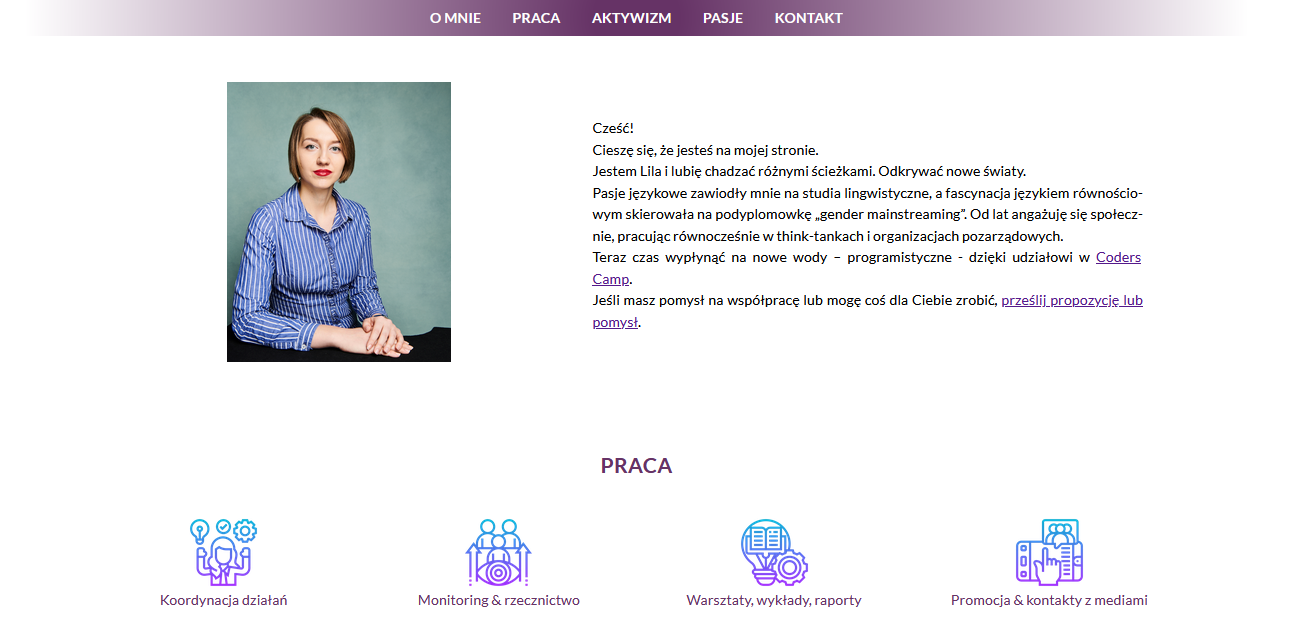 O MNIE PRACA AKTYWIZM PASJE KONTAKT
Cześć!
Cieszę się, że jesteś na mojej stronie.
Jestem Lila i lubię chadzać różnymi ścieżkami. Odkrywać nowe światy.
Pasje językowe zawiodły mnie na studia lingwistyczne, a fascynacja językiem równościo-
wym skierowała na podyplomowkę „gender mainstreaming”. Od lat angażuję się społecz-
nie, pracując równocześnie w think-tankach i organizacjach pozarządowych.
Teraz czas wypłynąć na nowe wody – programistyczne - dzięki udziałowi w Coders
Camp.
Jeśli masz pomysł na współpracę lub mogę coś dla Ciebie zrobić, prześlij propozycję lub
pomysł.
PRACA
Koordynacja działań
Monitoring & rzecznictwo
Warsztaty, wykłady, raporty
Promocja & kontakty z mediami